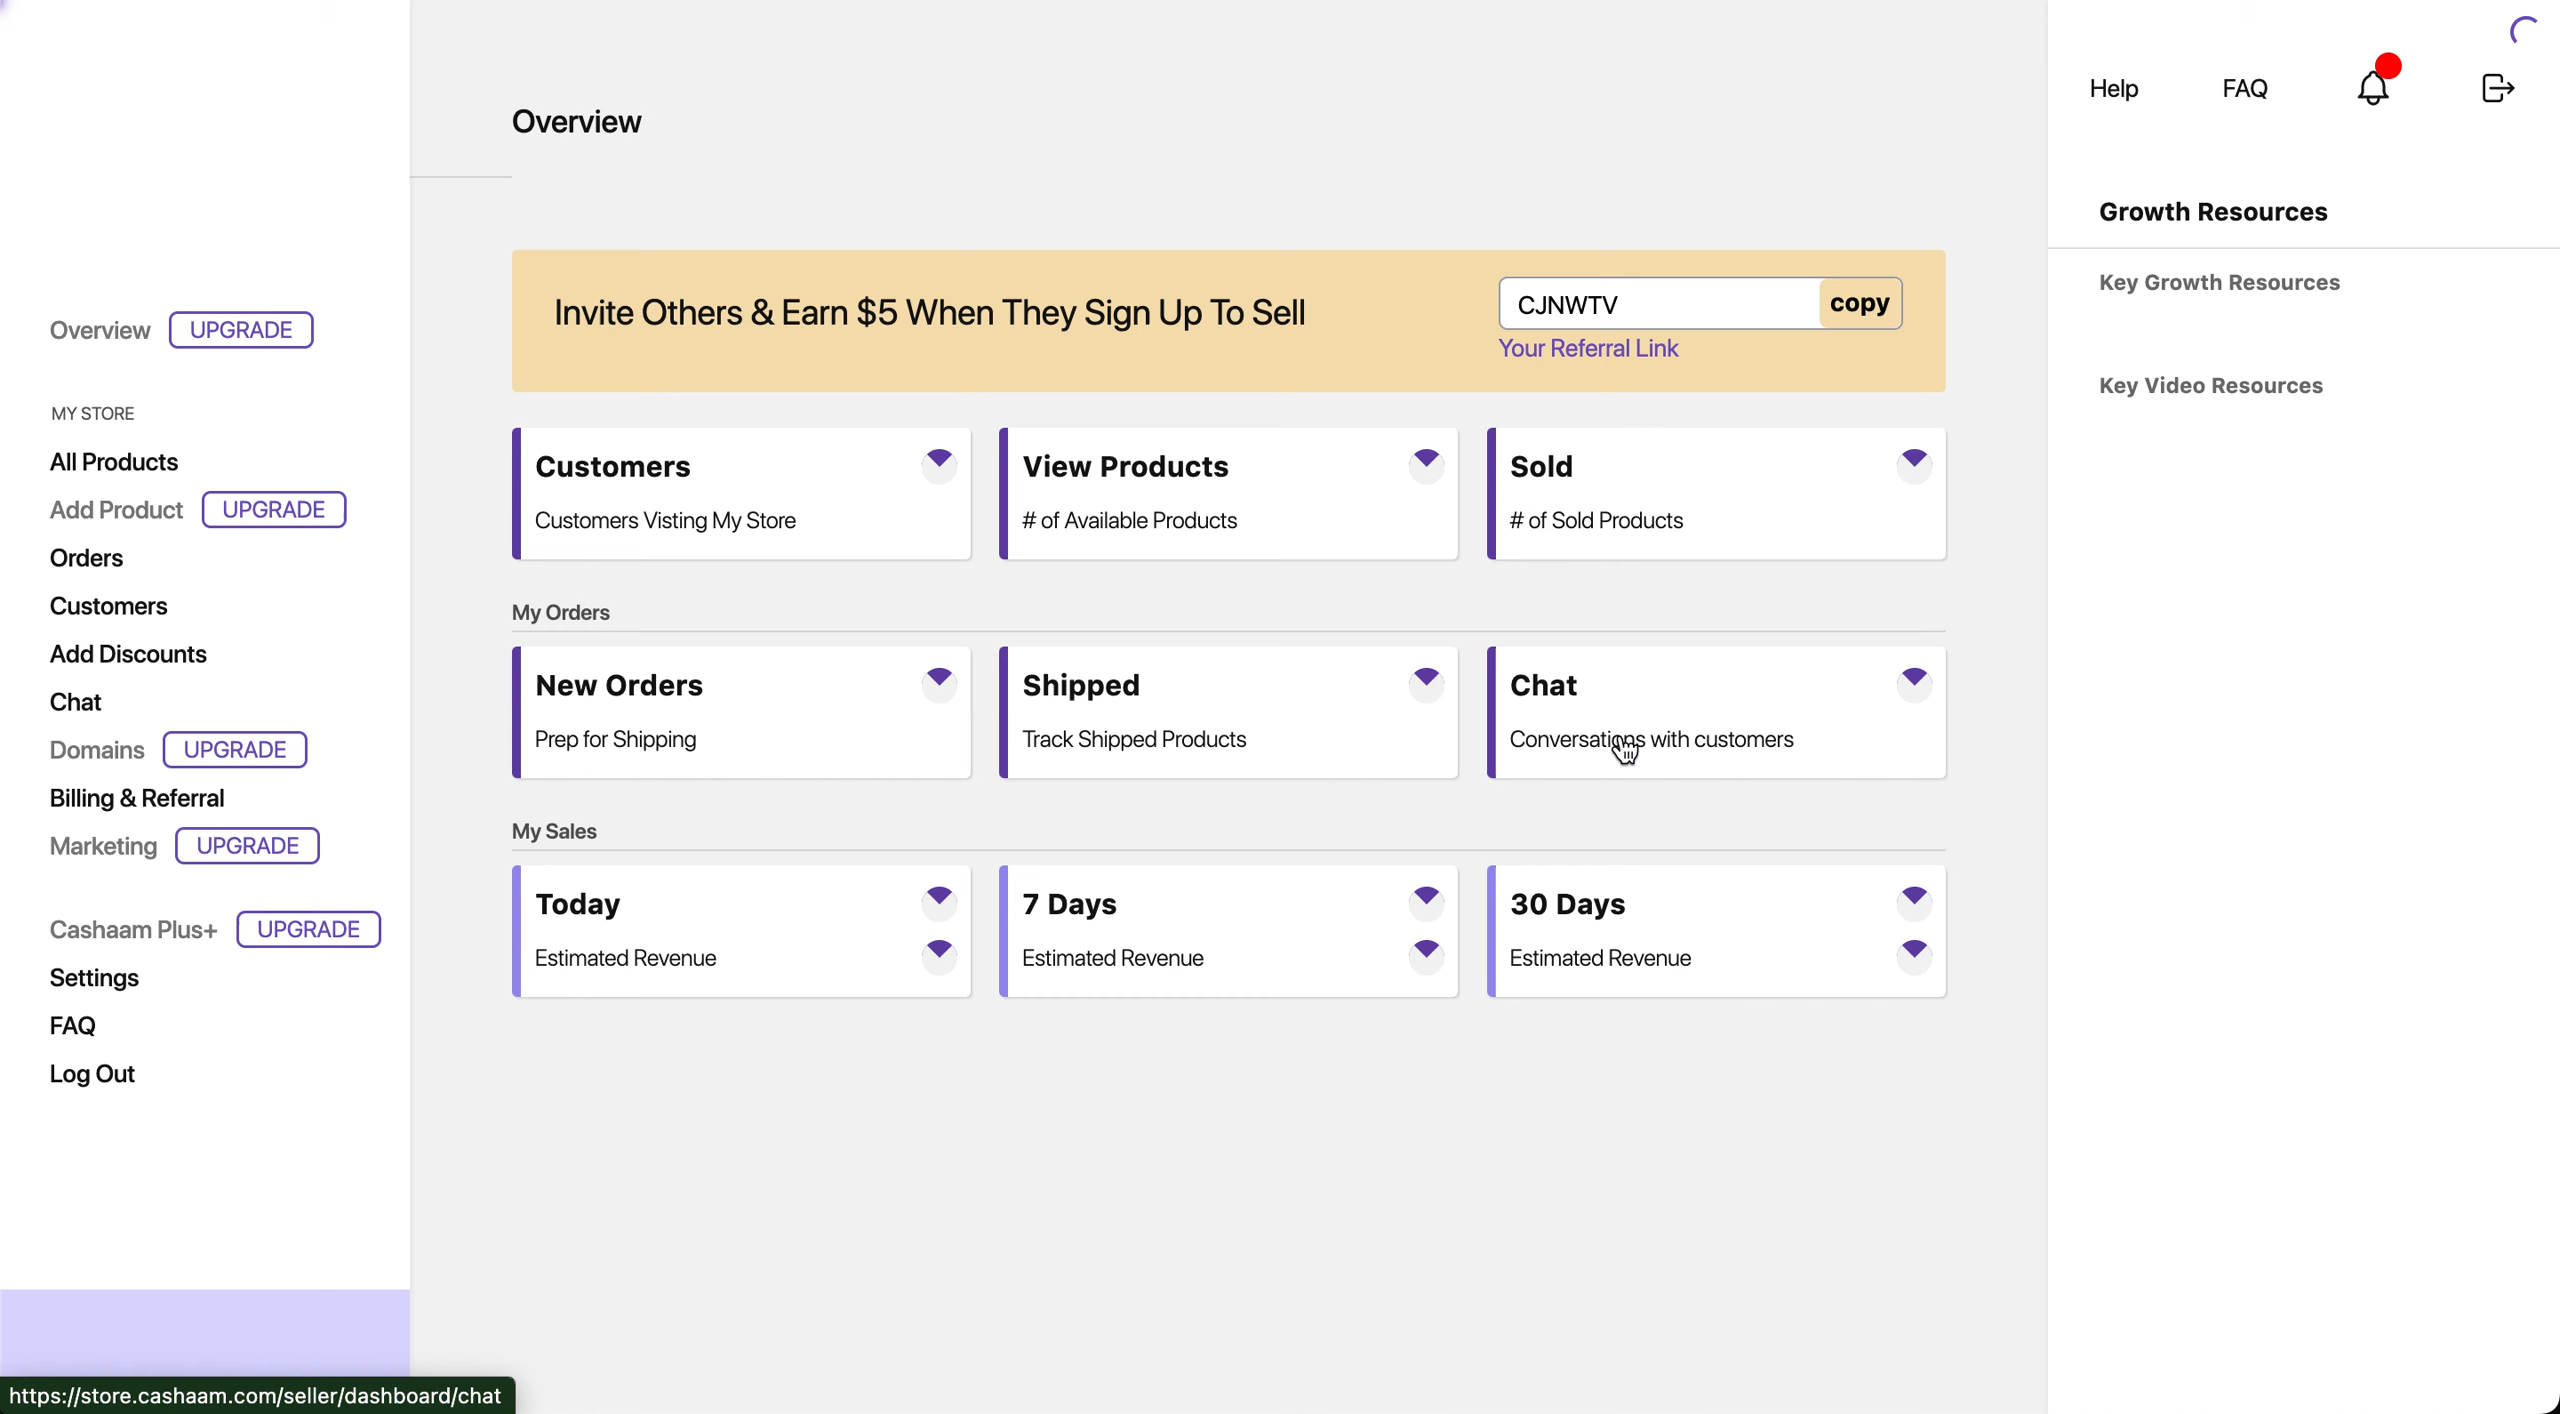 Overview UPGRADE
MY STORE
All Products
Add Product UPGRADE
Orders
Customers
Add Discounts
Chat
Domains UPGRADE
Billing & Referral
Marketing UPGRADE
Cashaam Plus+ UPGRADE
Settings
FAQ
Log Out
https://store.cashaam.com/seller/dashboard/chat
Overview
Invite Others & Earn $5 When They Sign Up To Sell
CJNWTV copy
Your Referral Link
Customers
Customers Visting My Store
View Products
# of Available Products
Sold
# of Sold Products
My Orders
New Orders
Prep for Shipping
Shipped
Track Shipped Products
Chat
Conversations with customers
My Sales
Today
Estimated Revenue
7 Days
Estimated Revenue
30 Days
Estimated Revenue
Help FAQ
Growth Resources
Key Growth Resources
Key Video Resources